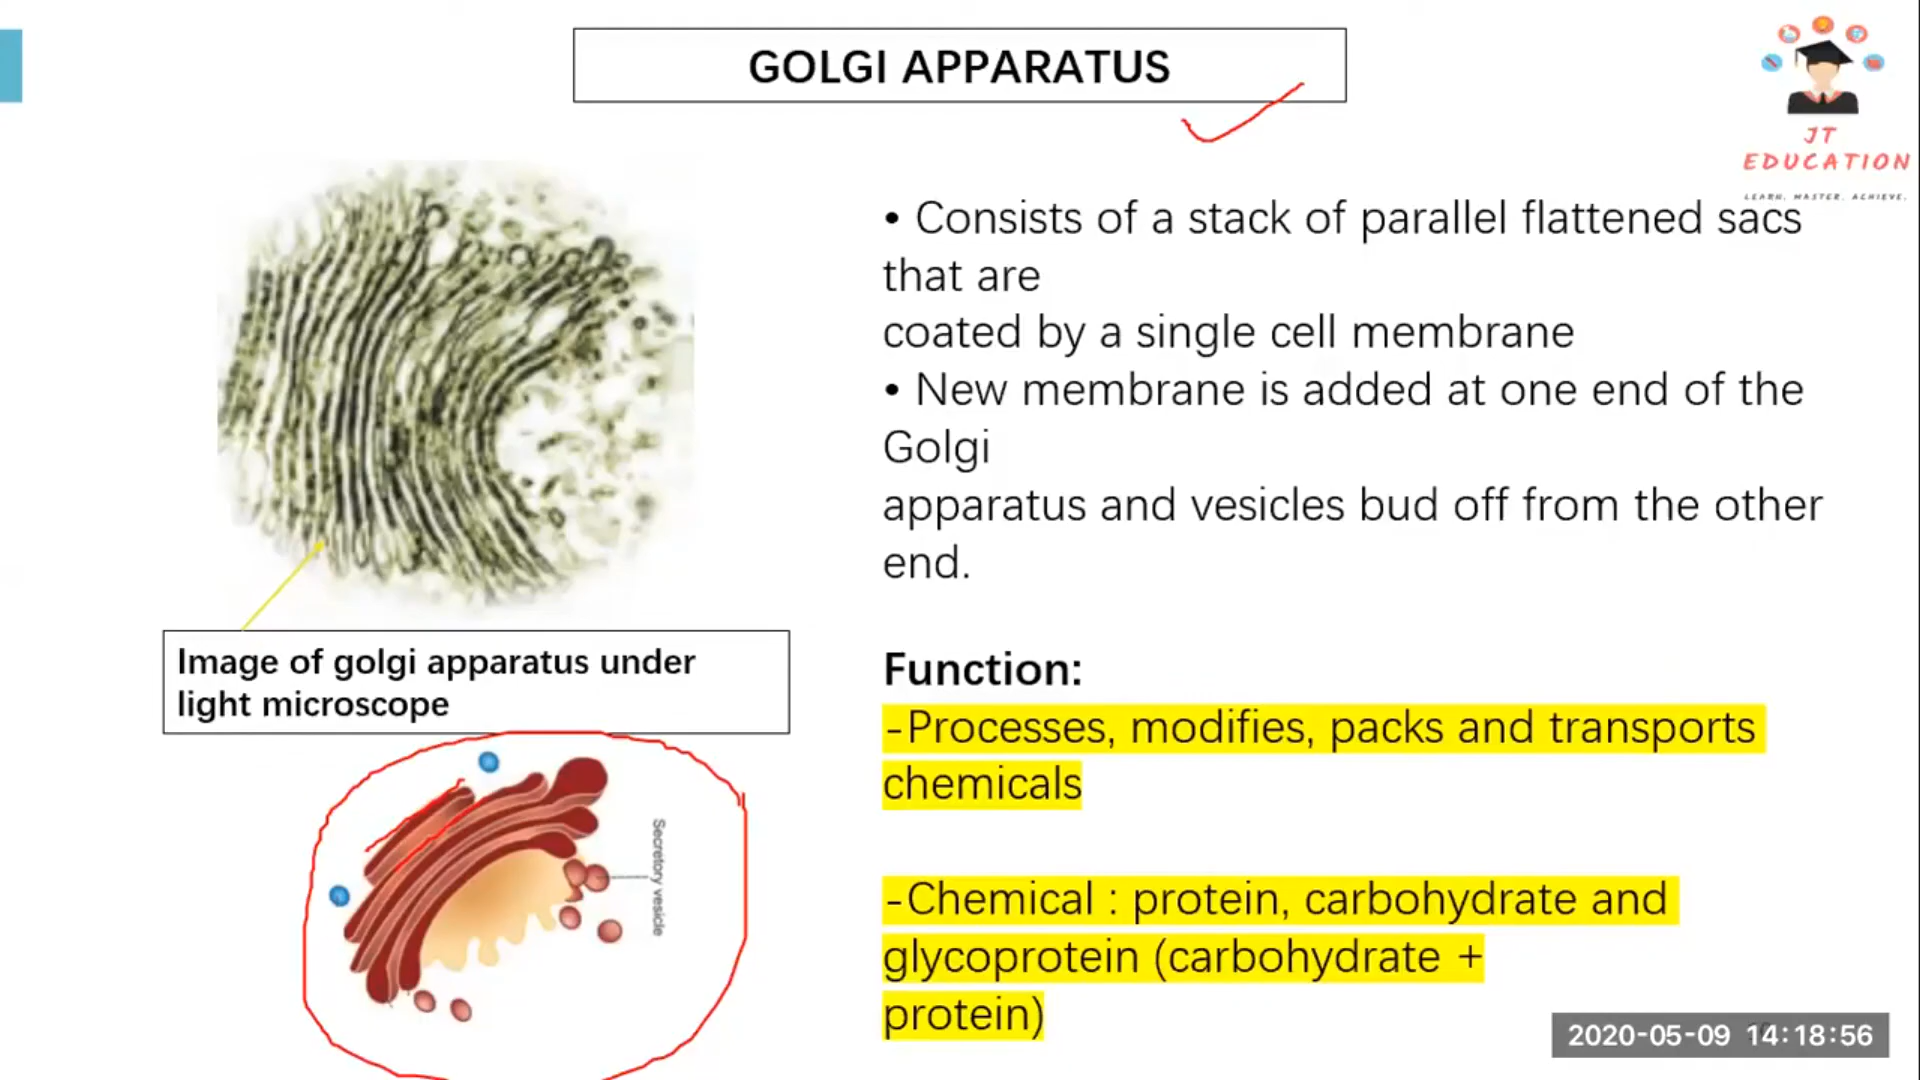 GOLGI APPARATUS
JT
EDUCATION
LEARN. MASTER. ACHIEVE.
• Consists of a stack of parallel flattened sacs
that are
coated by a single cell membrane
• New membrane is added at one end of the
Golgi
apparatus and vesicles bud off from the other
end.
Image of golgi apparatus under
light microscope
Secretory vesicle
Function:
-Processes, modifies, packs and transports
chemicals
-Chemical : protein, carbohydrate and
glycoprotein (carbohydrate +
protein)
2020-05-09 14:18:56